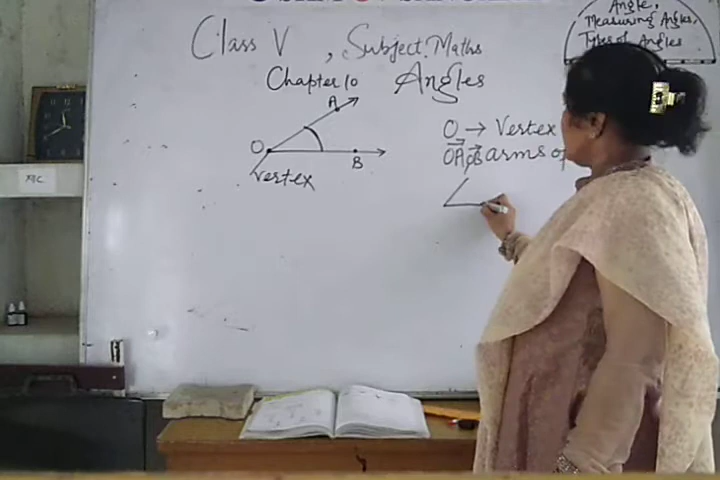 Class V , Subject. Maths
Chapter 10 Angles
Angle,
Measuring Angles,
Types of Angles
A
O
B
Vertex
O → Vertex
OA, OB arms of